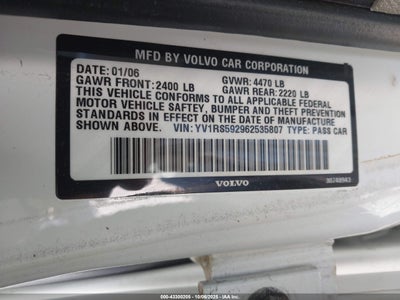 MFD BY VOLVO CAR CORPORATION
DATE: 01/06 GVWR: 4470 LB
GAWR FRONT: 2400 LB GAWR REAR: 2220 LB
THIS VEHICLE CONFORMS TO ALL APPLICABLE FEDERAL
MOTOR VEHICLE SAFETY, BUMPER AND THEFT PREVENTION
STANDARDS IN EFFECT ON THE DATE OF MANUFACTURE
SHOWN ABOVE. VIN: YV1RS592962535807 TYPE: PASS CAR
VOLVO
000-43300205 - 10/06/2025 - IAA, Inc.